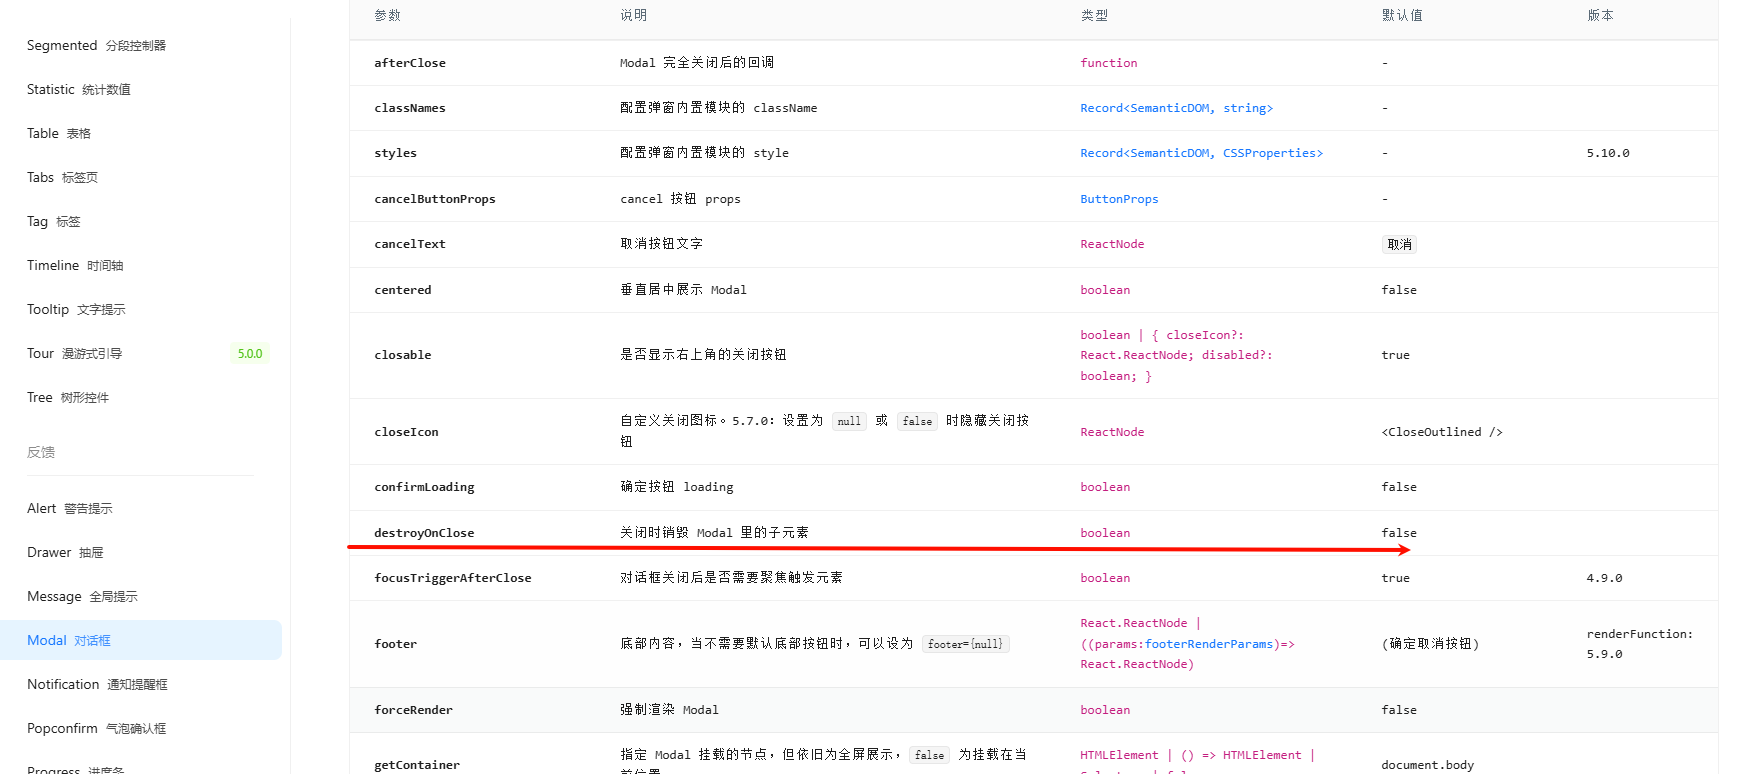 Segmented 分段控制器
Statistic 统计数值
Table 表格
Tabs 标签页
Tag 标签
Timeline 时间轴
Tooltip 文字提示
Tour 漫游式引导 5.0.0
Tree 树形控件
反馈
Alert 警告提示
Drawer 抽屉
Message 全局提示
Modal 对话框
Notification 通知提醒框
Popconfirm 气泡确认框
Progress 进度条
参数 说明 类型 默认值 版本
afterClose Modal 完全关闭后的回调 function -
classNames 配置弹窗内置模块的 className Record<SemanticDOM, string> -
styles 配置弹窗内置模块的 style Record<SemanticDOM, CSSProperties> - 5.10.0
cancelButtonProps cancel 按钮 props ButtonProps -
cancelText 取消按钮文字 ReactNode 取消
centered 垂直居中展示 Modal boolean false
closable 是否显示右上角的关闭按钮 boolean | { closeIcon?:
React.ReactNode; disabled?:
boolean; } true
closeIcon 自定义关闭图标。5.7.0：设置为 null 或 false 时隐藏关闭按
钮 ReactNode <CloseOutlined />
confirmLoading 确定按钮 loading boolean false
destroyOnClose 关闭时销毁 Modal 里的子元素 boolean false
focusTriggerAfterClose 对话框关闭后是否需要聚焦触发元素 boolean true 4.9.0
footer 底部内容，当不需要默认底部按钮时，可以设为 footer={null} React.ReactNode |
((params:footerRenderParams)=>
React.ReactNode) (确定取消按钮) renderFunction:
5.9.0
forceRender 强制渲染 Modal boolean false
getContainer 指定 Modal 挂载的节点，但依旧为全屏展示，false 为挂载在当
HTMLElement | () => HTMLElement |
document.body